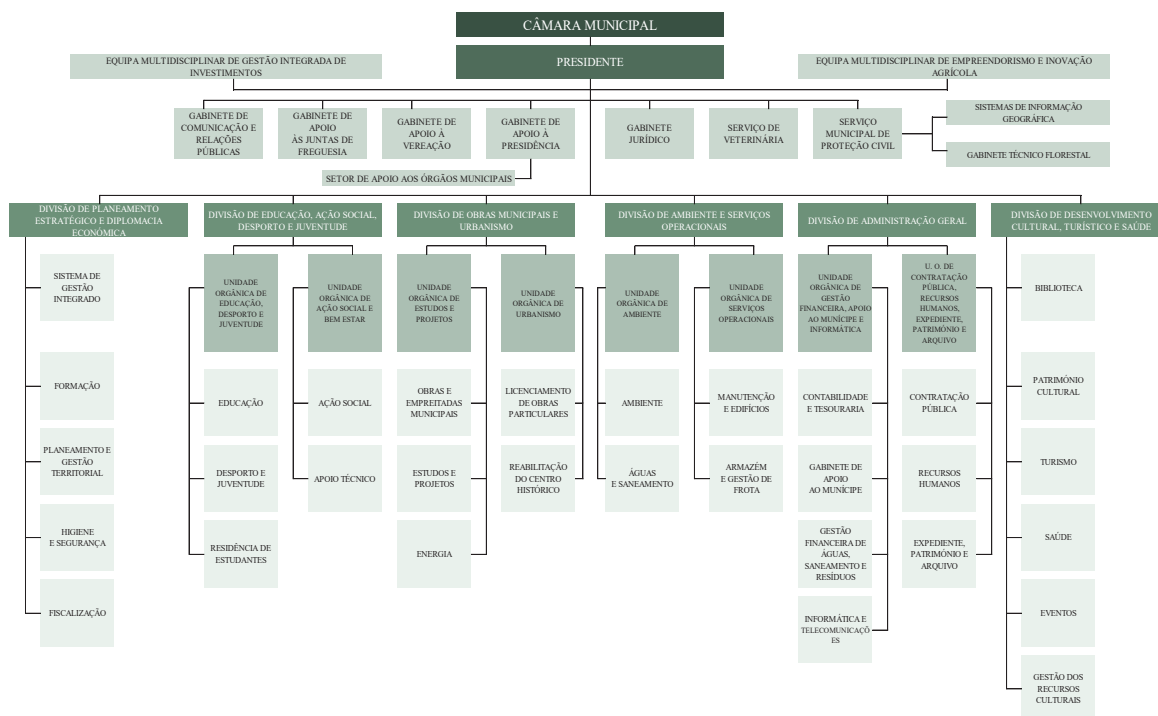 CÂMARA MUNICIPAL
PRESIDENTE
EQUIPA MULTIDISCIPLINAR DE GESTÃO INTEGRADA DE
INVESTIMENTOS
EQUIPA MULTIDISCIPLINAR DE EMPREENDORISMO E INOVAÇÃO
AGRÍCOLA
GABINETE DE
COMUNICAÇÃO E
RELAÇÕES
PÚBLICAS
GABINETE DE
APOIO
ÀS JUNTAS DE
FREGUESIA
GABINETE DE
APOIO À
VEREAÇÃO
GABINETE DE
APOIO À
PRESIDÊNCIA
GABINETE
JURÍDICO
SERVIÇO DE
VETERINÁRIA
SERVIÇO
MUNICIPAL DE
PROTEÇÃO CIVIL
SISTEMAS DE INFORMAÇÃO
GEOGRÁFICA
GABINETE TÉCNICO FLORESTAL
SETOR DE APOIO AOS ÓRGÃOS MUNICIPAIS
DIVISÃO DE PLANEAMENTO
ESTRATÉGICO E DIPLOMACIA
ECONÓMICA
DIVISÃO DE EDUCAÇÃO, AÇÃO SOCIAL,
DESPORTO E JUVENTUDE
DIVISÃO DE OBRAS MUNICIPAIS E
URBANISMO
DIVISÃO DE AMBIENTE E SERVIÇOS
OPERACIONAIS
DIVISÃO DE ADMINISTRAÇÃO GERAL
DIVISÃO DE DESENVOLVIMENTO
CULTURAL, TURÍSTICO E SAÚDE
SISTEMA DE
GESTÃO
INTEGRADO
UNIDADE
ORGÂNICA DE
EDUCAÇÃO,
DESPORTO E
JUVENTUDE
UNIDADE
ORGÂNICA DE
AÇÃO SOCIAL E
BEM ESTAR
UNIDADE
ORGÂNICA DE
ESTUDOS E
PROJETOS
UNIDADE
ORGÂNICA DE
URBANISMO
UNIDADE
ORGÂNICA DE
AMBIENTE
UNIDADE
ORGÂNICA DE
SERVIÇOS
OPERACIONAIS
UNIDADE
ORGÂNICA DE
GESTÃO
FINANCEIRA, APOIO
AO MUNÍCIPE E
INFORMÁTICA
U. O. DE
CONTRATAÇÃO
PÚBLICA,
RECURSOS
HUMANOS,
EXPEDIENTE,
PATRIMÓNIO E
ARQUIVO
BIBLIOTECA
FORMAÇÃO
EDUCAÇÃO
AÇÃO SOCIAL
OBRAS E
EMPREITADAS
MUNICIPAIS
LICENCIAMENTO
DE OBRAS
PARTICULARES
AMBIENTE
MANUTENÇÃO
E EDIFÍCIOS
CONTABILIDADE
E TESOURARIA
CONTRATAÇÃO
PÚBLICA
PATRIMÓNIO
CULTURAL
PLANEAMENTO E
GESTÃO
TERRITORIAL
DESPORTO E
JUVENTUDE
APOIO TÉCNICO
ESTUDOS E
PROJETOS
REABILITAÇÃO
DO CENTRO
HISTÓRICO
ÁGUAS
E SANEAMENTO
ARMAZÉM
E GESTÃO DE
FROTA
GABINETE DE
APOIO
AO MUNÍCIPE
RECURSOS
HUMANOS
TURISMO
HIGIENE
E SEGURANÇA
RESIDÊNCIA DE
ESTUDANTES
ENERGIA
GESTÃO
FINANCEIRA DE
ÁGUAS,
SANEAMENTO E
RESÍDUOS
EXPEDIENTE,
PATRIMÓNIO E
ARQUIVO
SAÚDE
FISCALIZAÇÃO
INFORMÁTICA E
TELECOMUNICAÇÕ
ES
EVENTOS
GESTÃO DOS
RECURSOS
CULTURAIS